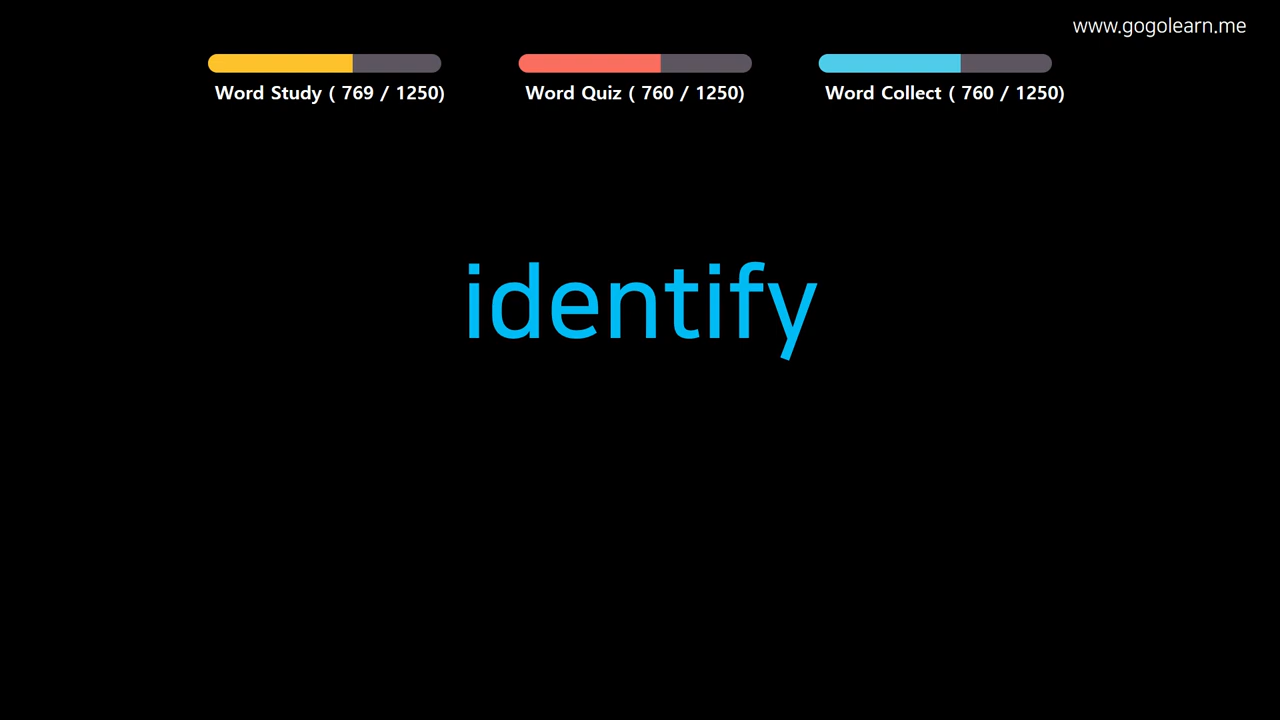 www.gogolearn.me
Word Study ( 769 / 1250)
Word Quiz ( 760 / 1250)
Word Collect ( 760 / 1250)
identify